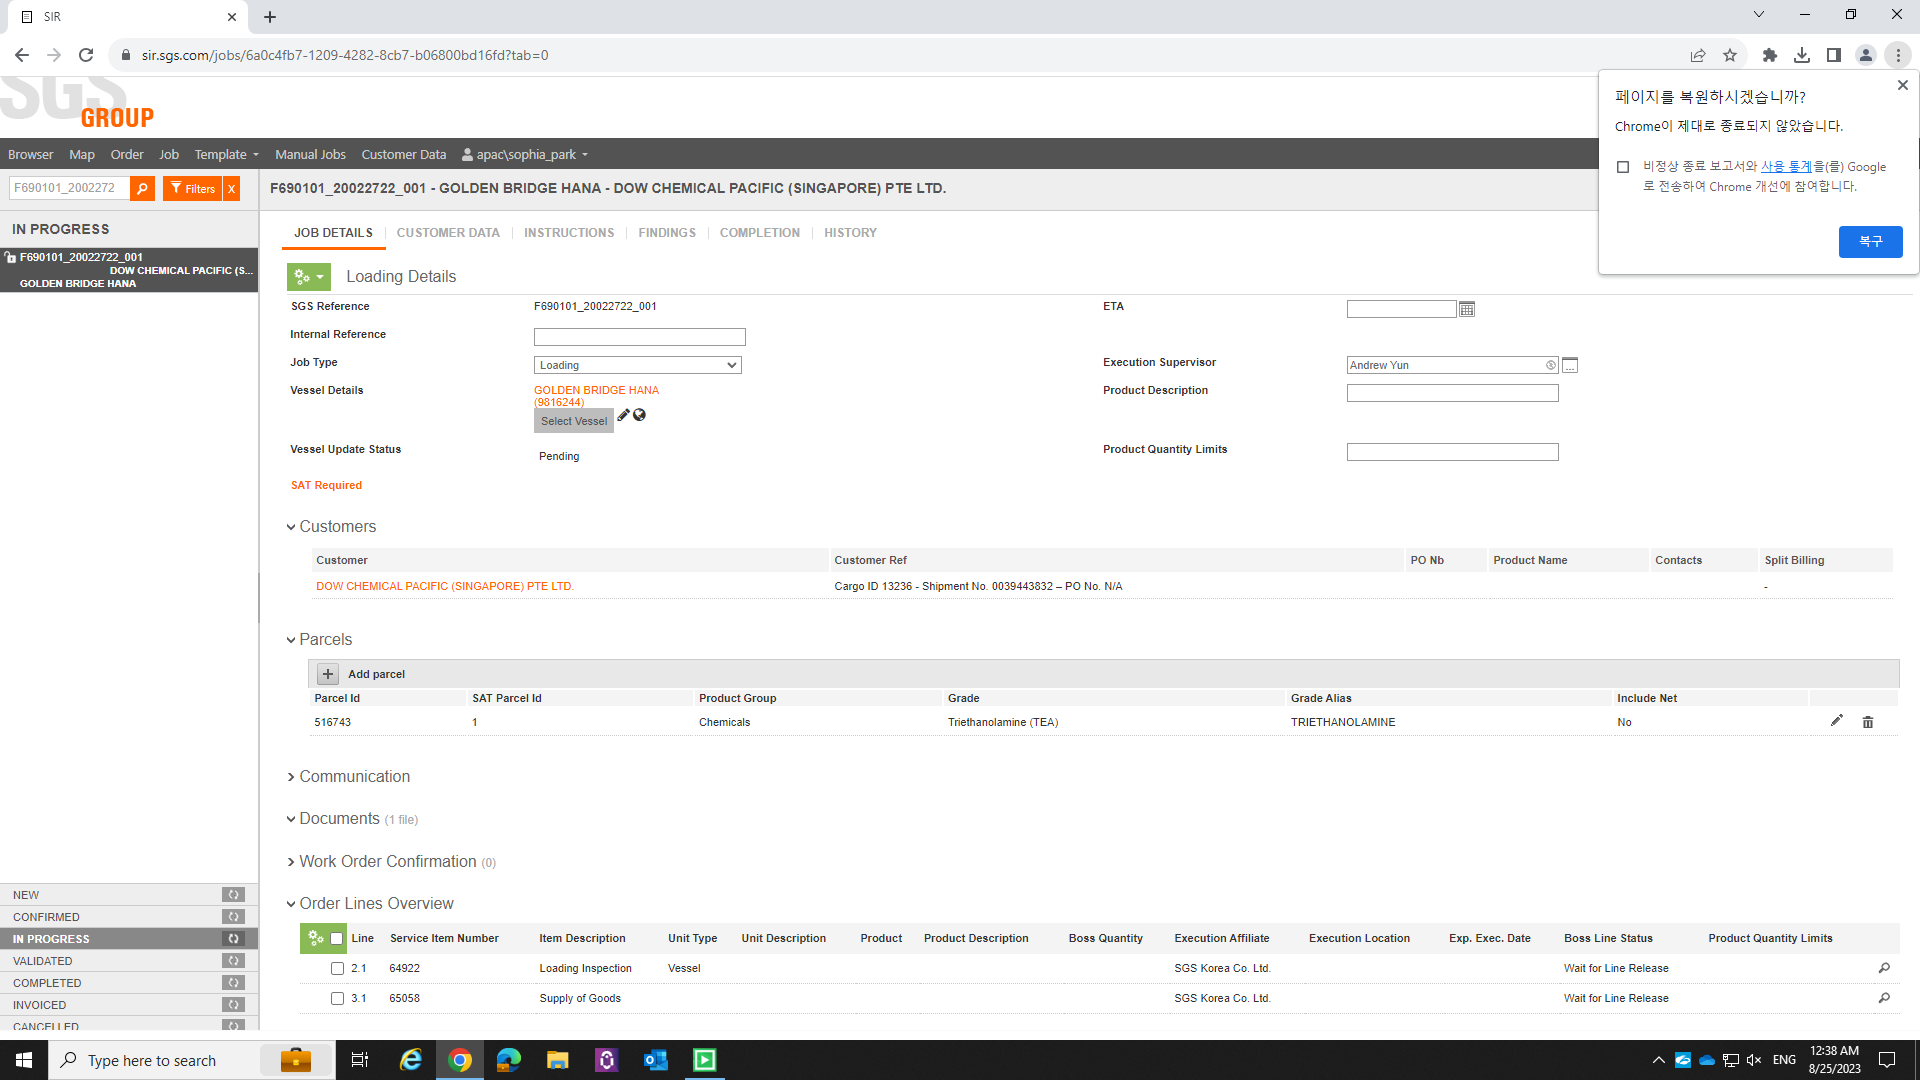 SIR
sir.sgs.com/jobs/6a0c4fb7-1209-4282-8cb7-b06800bd16fd?tab=0
페이지를 복원하시겠습니까?
Chrome이 제대로 종료되지 않았습니다.
비정상 종료 보고서와 사용 통계을(를) Google
로 전송하여 Chrome 개선에 참여합니다.
복구
SGS
GROUP
Browser Map Order Job Template Manual Jobs Customer Data apac\sophia_park
F690101_20022722 Filters X
F690101_20022722_001 - GOLDEN BRIDGE HANA - DOW CHEMICAL PACIFIC (SINGAPORE) PTE LTD.
IN PROGRESS
F690101_20022722_001
DOW CHEMICAL PACIFIC (S...
GOLDEN BRIDGE HANA
JOB DETAILS CUSTOMER DATA INSTRUCTIONS FINDINGS COMPLETION HISTORY
Loading Details
SGS Reference F690101_20022722_001 ETA
Internal Reference
Job Type Loading Execution Supervisor Andrew Yun ...
Vessel Details GOLDEN BRIDGE HANA Product Description
(9816244)
Select Vessel
Vessel Update Status Pending Product Quantity Limits
SAT Required
Customers
Customer Customer Ref PO Nb Product Name Contacts Split Billing
DOW CHEMICAL PACIFIC (SINGAPORE) PTE LTD. Cargo ID 13236 - Shipment No. 0039443832 – PO No. N/A -
Parcels
Add parcel
Parcel Id SAT Parcel Id Product Group Grade Grade Alias Include Net
516743 1 Chemicals Triethanolamine (TEA) TRIETHANOLAMINE No
Communication
Documents (1 file)
Work Order Confirmation (0)
Order Lines Overview
Line Service Item Number Item Description Unit Type Unit Description Product Product Description Boss Quantity Execution Affiliate Execution Location Exp. Exec. Date Boss Line Status Product Quantity Limits
2.1 64922 Loading Inspection Vessel SGS Korea Co. Ltd. Wait for Line Release
3.1 65058 Supply of Goods SGS Korea Co. Ltd. Wait for Line Release
NEW
CONFIRMED
IN PROGRESS
VALIDATED
COMPLETED
INVOICED
CANCELLED
Type here to search
ENG
12:38 AM
8/25/2023